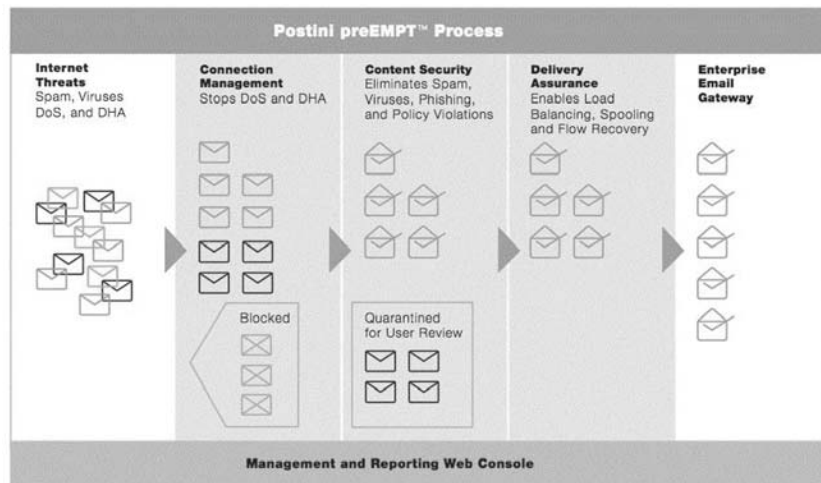 Postini preEMPT™ Process
Internet
Threats
Spam, Viruses
DoS, and DHA
Connection
Management
Stops DoS and DHA
Content Security
Eliminates Spam,
Viruses, Phishing,
and Policy Violations
Delivery
Assurance
Enables Load
Balancing, Spooling
and Flow Recovery
Enterprise
Email
Gateway
Blocked
Quarantined
for User Review
Management and Reporting Web Console